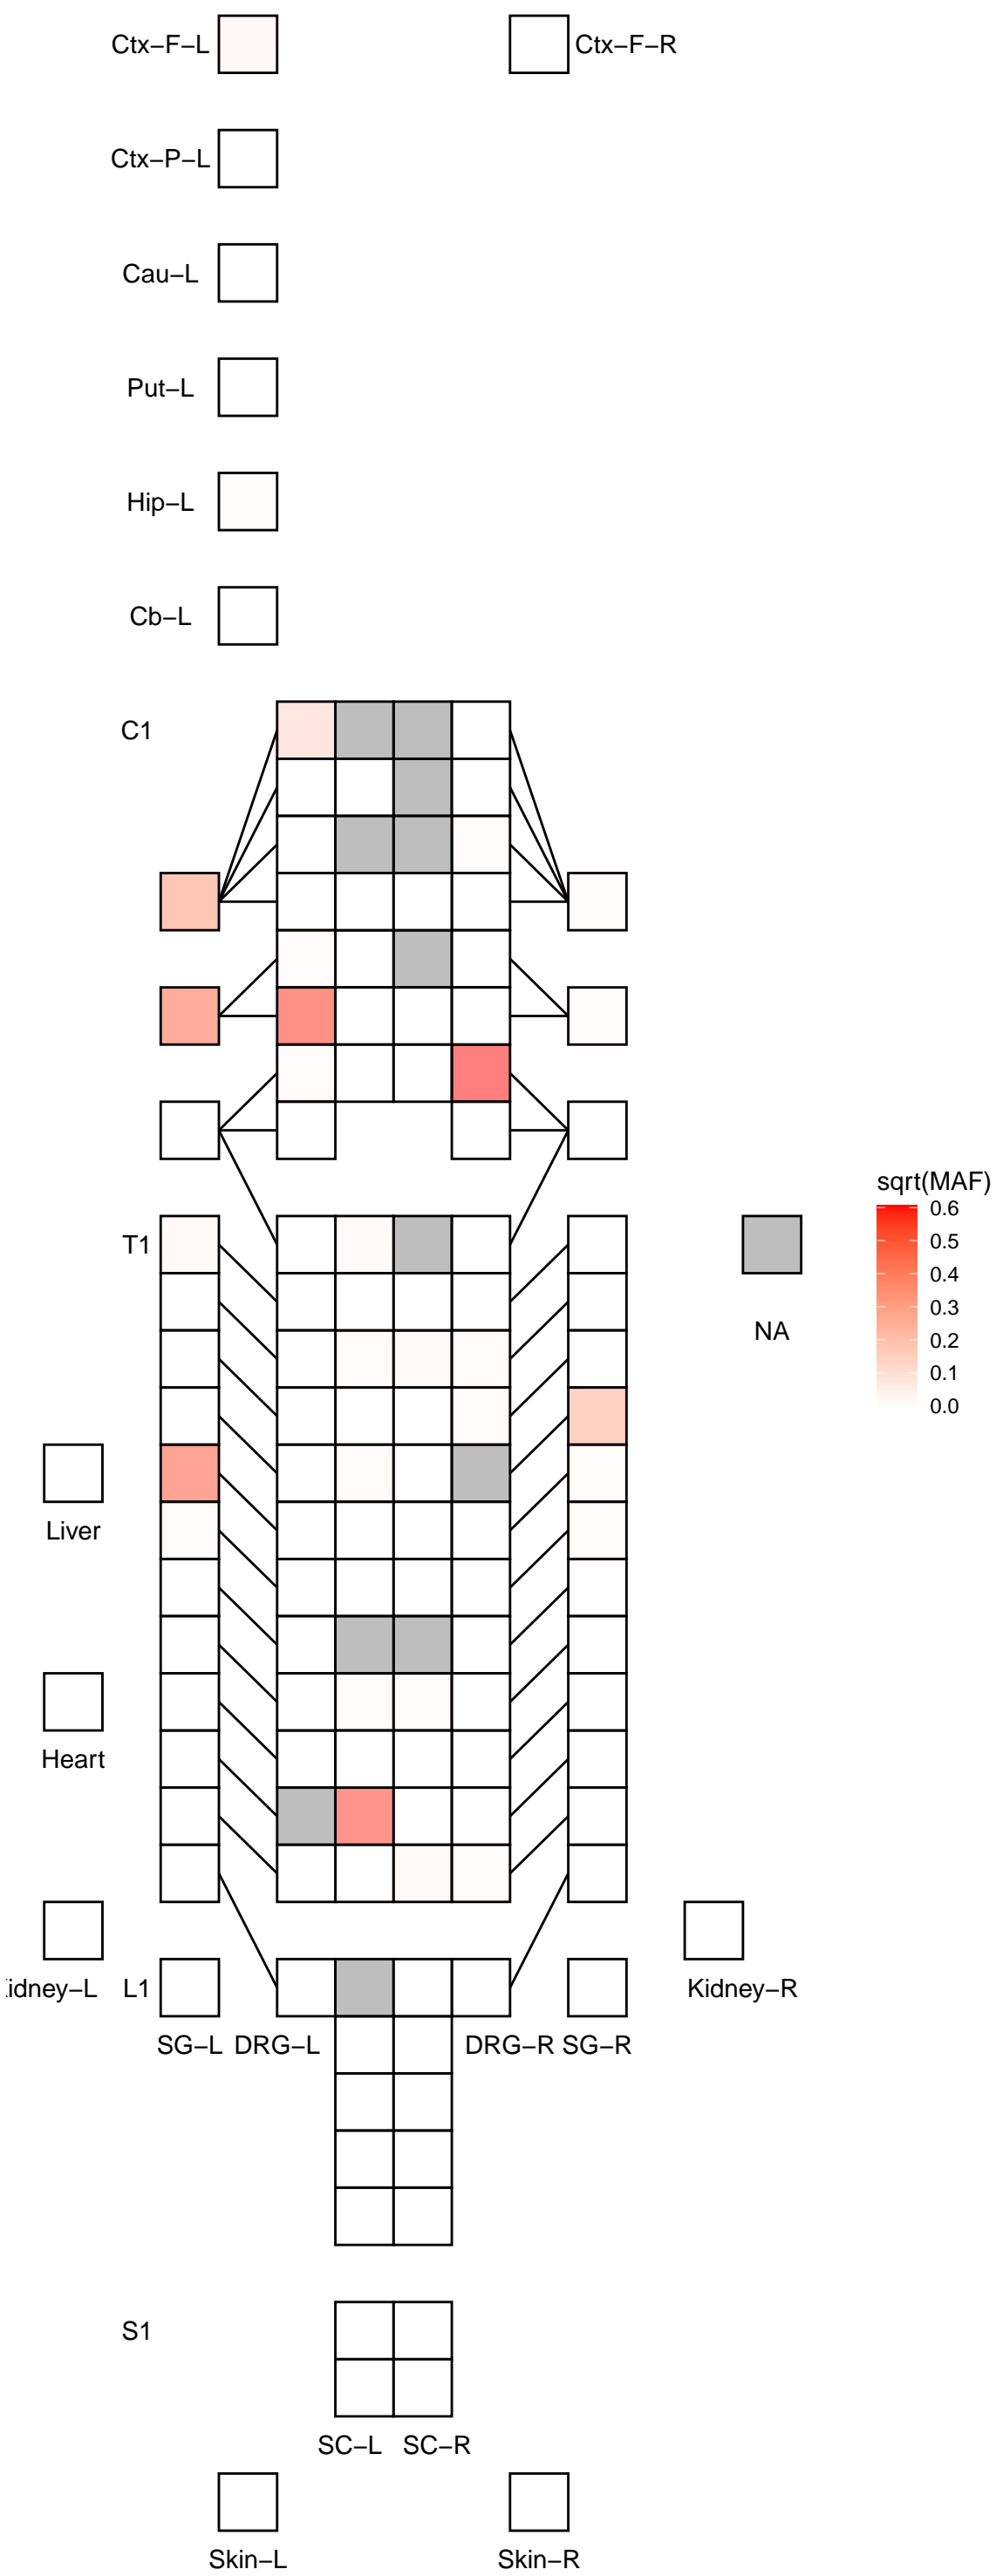 Ctx−F−L
Ctx−F−R
Ctx−P−L
Cau−L
Put−L
Hip−L
Cb−L
C1
sqrt(MAF)
0.6
0.5
0.4
0.3
0.2
0.1
0.0
T1
NA
Liver
Heart
idney−L
L1
Kidney−R
SG−L DRG−L
DRG−R SG−R
S1
SC−L SC−R
Skin−L
Skin−R